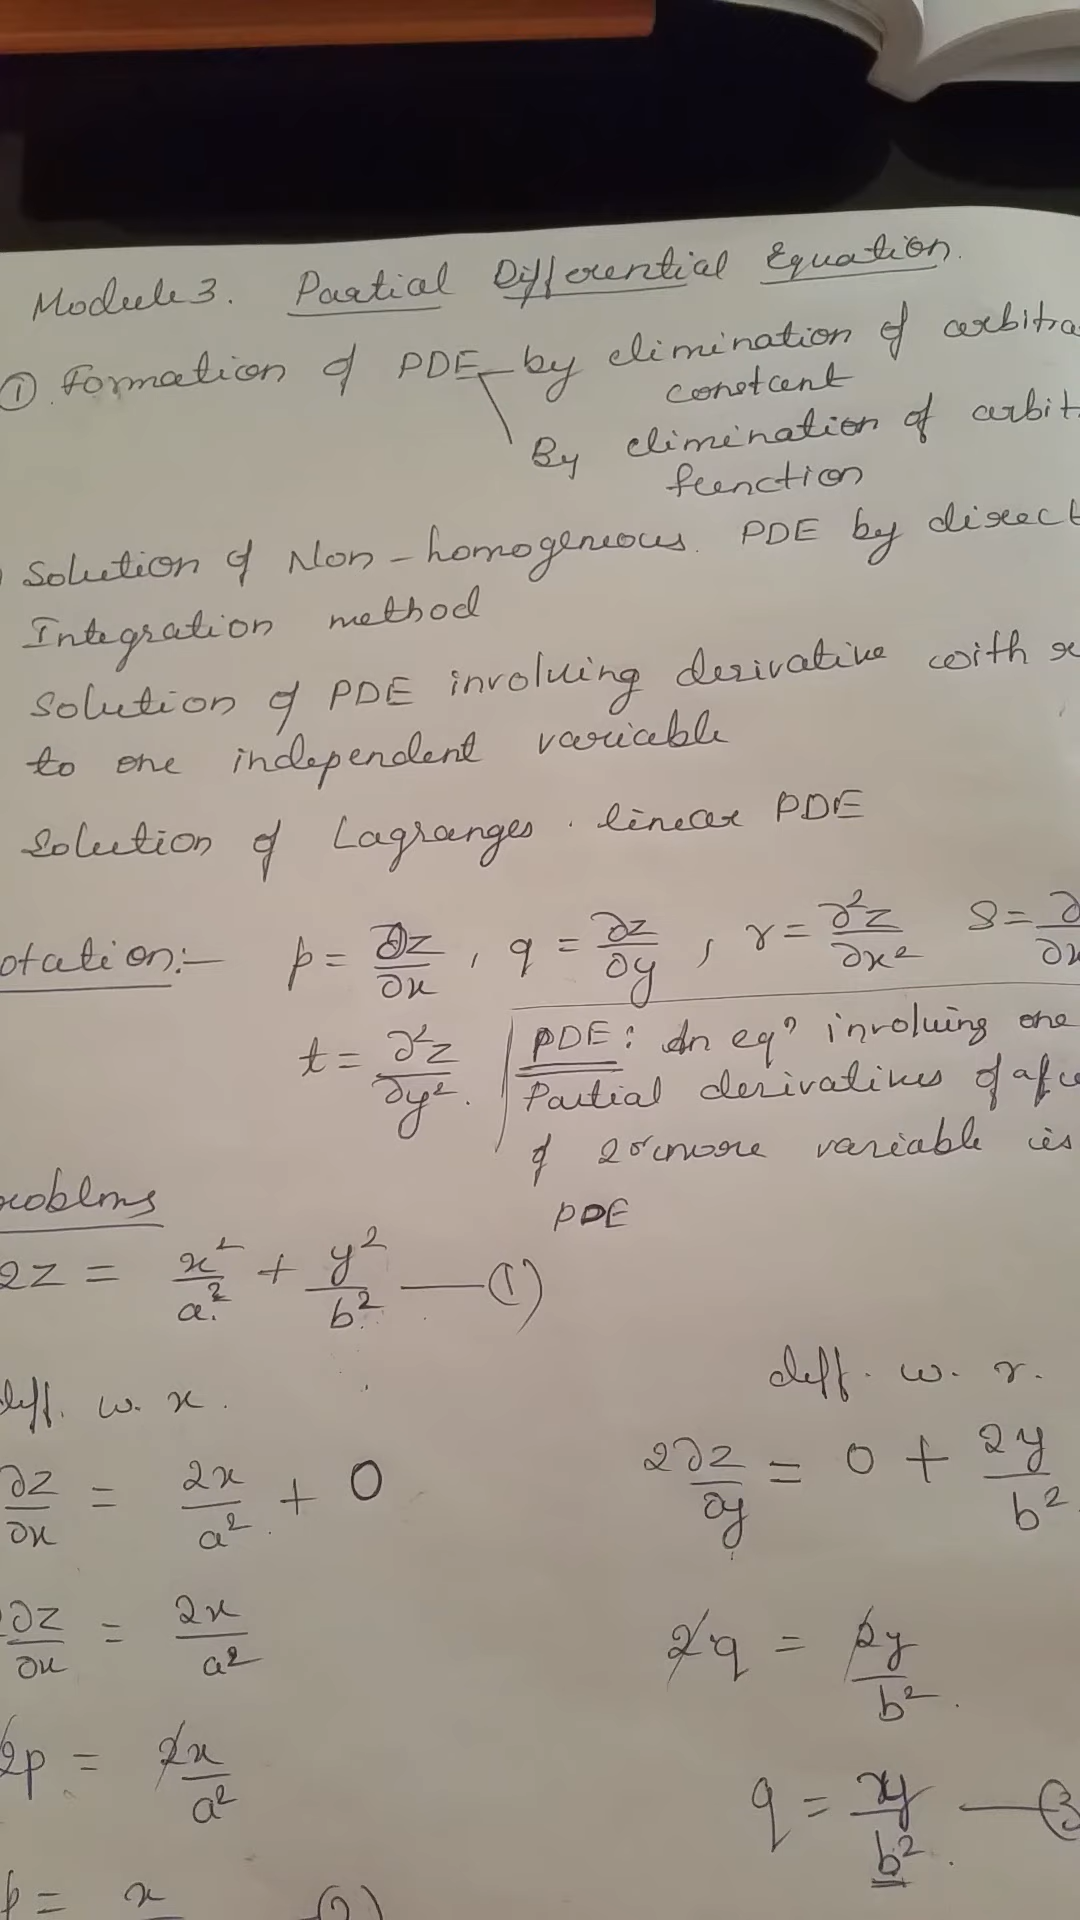 Module 3. Partial Differential Equation.
① Formation of PDE by elimination of arbitra
constant
By elimination of arbit
function
Solution of Non-homogeneous. PDE by direct
Integration method
Solution of PDE involving derivative with r
to one independent variable
Solution of Lagranges. linear PDE
otation:- p = ∂z/∂x , q = ∂z/∂y , r = ∂²z/∂x² S = ∂/∂x
t = ∂²z/∂y². PDE: An eqⁿ involving one
Partial derivatives of a fu
of 2 or more variable is
PDE
roblms
2z = x²/a² + y²/b² — ①
diff. w. x. diff. w. r.
∂z/∂x = 2x/a² + 0 2∂z/∂y = 0 + 2y/b²
∂z/∂x = 2x/a² 2q = 2y/b².
2p = 2x/a² q = xy/b². — ③
p = x ②